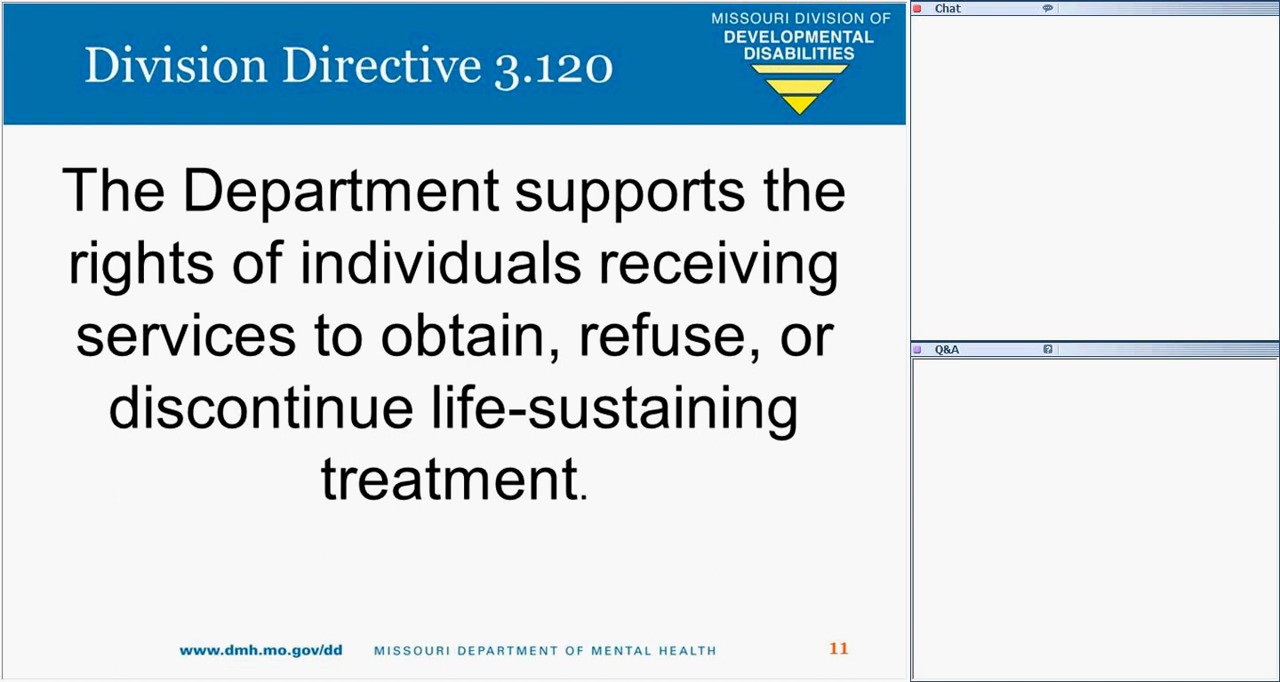 Division Directive 3.120
MISSOURI DIVISION OF
DEVELOPMENTAL
DISABILITIES
The Department supports the
rights of individuals receiving
services to obtain, refuse, or
discontinue life-sustaining
treatment.
www.dmh.mo.gov/dd MISSOURI DEPARTMENT OF MENTAL HEALTH 11
Chat
Q&A